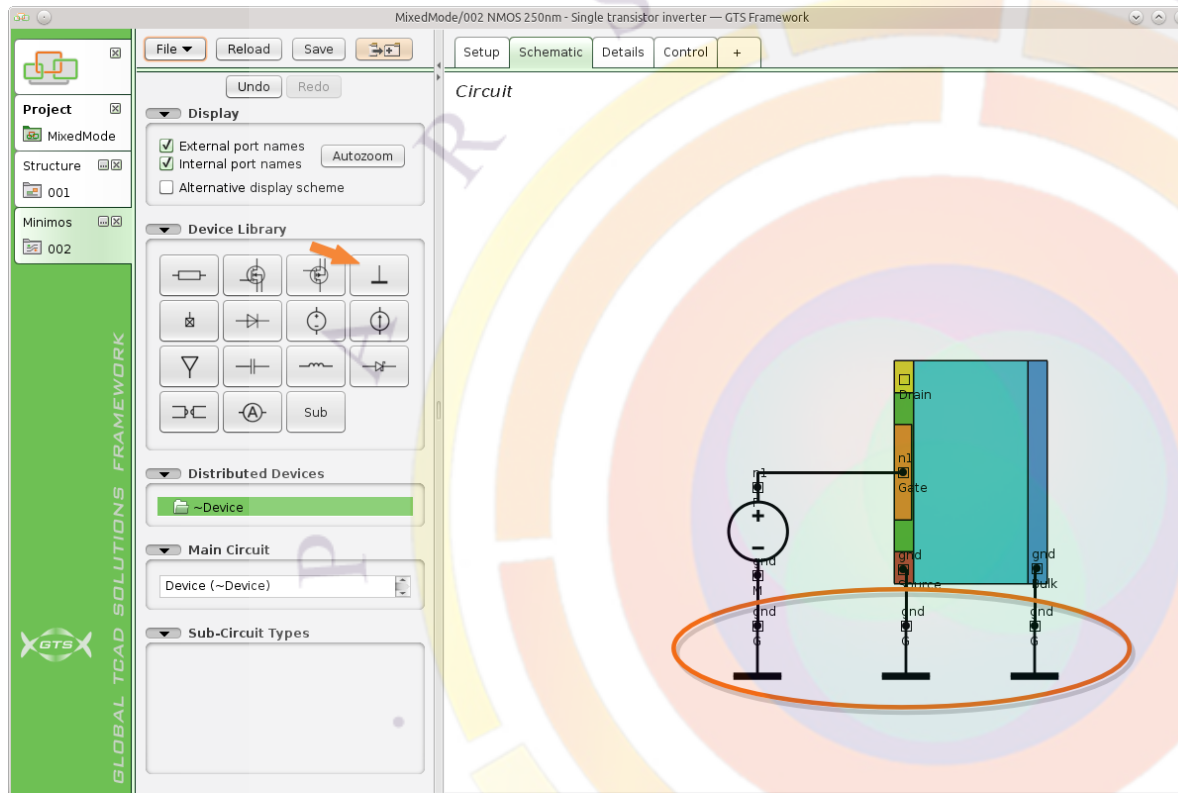 MixedMode/002 NMOS 250nm - Single transistor inverter — GTS Framework
File
Reload
Save
Undo
Redo
Project
MixedMode
Structure
001
Minimos
002
GLOBAL TCAD SOLUTIONS FRAMEWORK
GTS
Display
External port names
Internal port names
Autozoom
Alternative display scheme
Device Library
A
Sub
Distributed Devices
~Device
Main Circuit
Device (~Device)
Sub-Circuit Types
Setup
Schematic
Details
Control
+
Circuit
Drain
n1
Gate
n1
P
+
−
gnd
M
gnd
Source
gnd
Bulk
gnd
G
gnd
G
gnd
G
P A R S